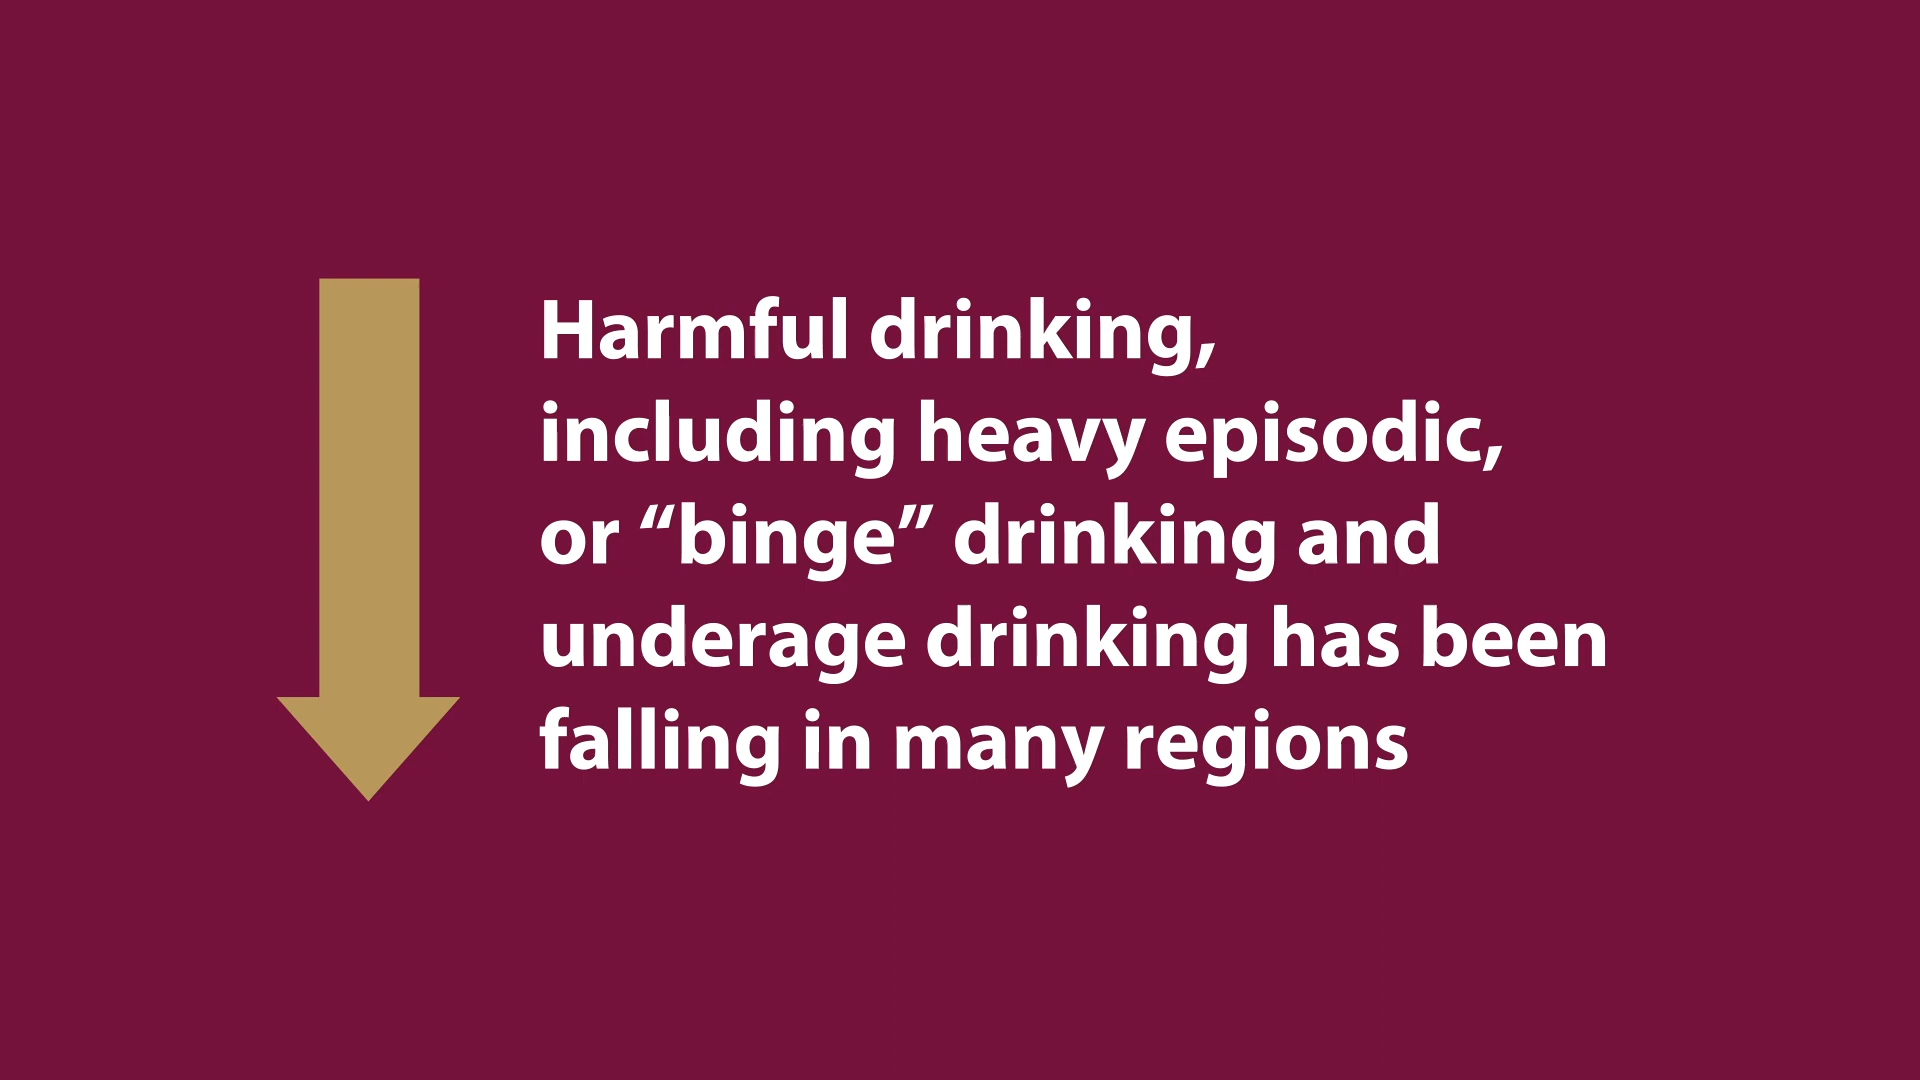 Harmful drinking,
including heavy episodic,
or “binge” drinking and
underage drinking has been
falling in many regions